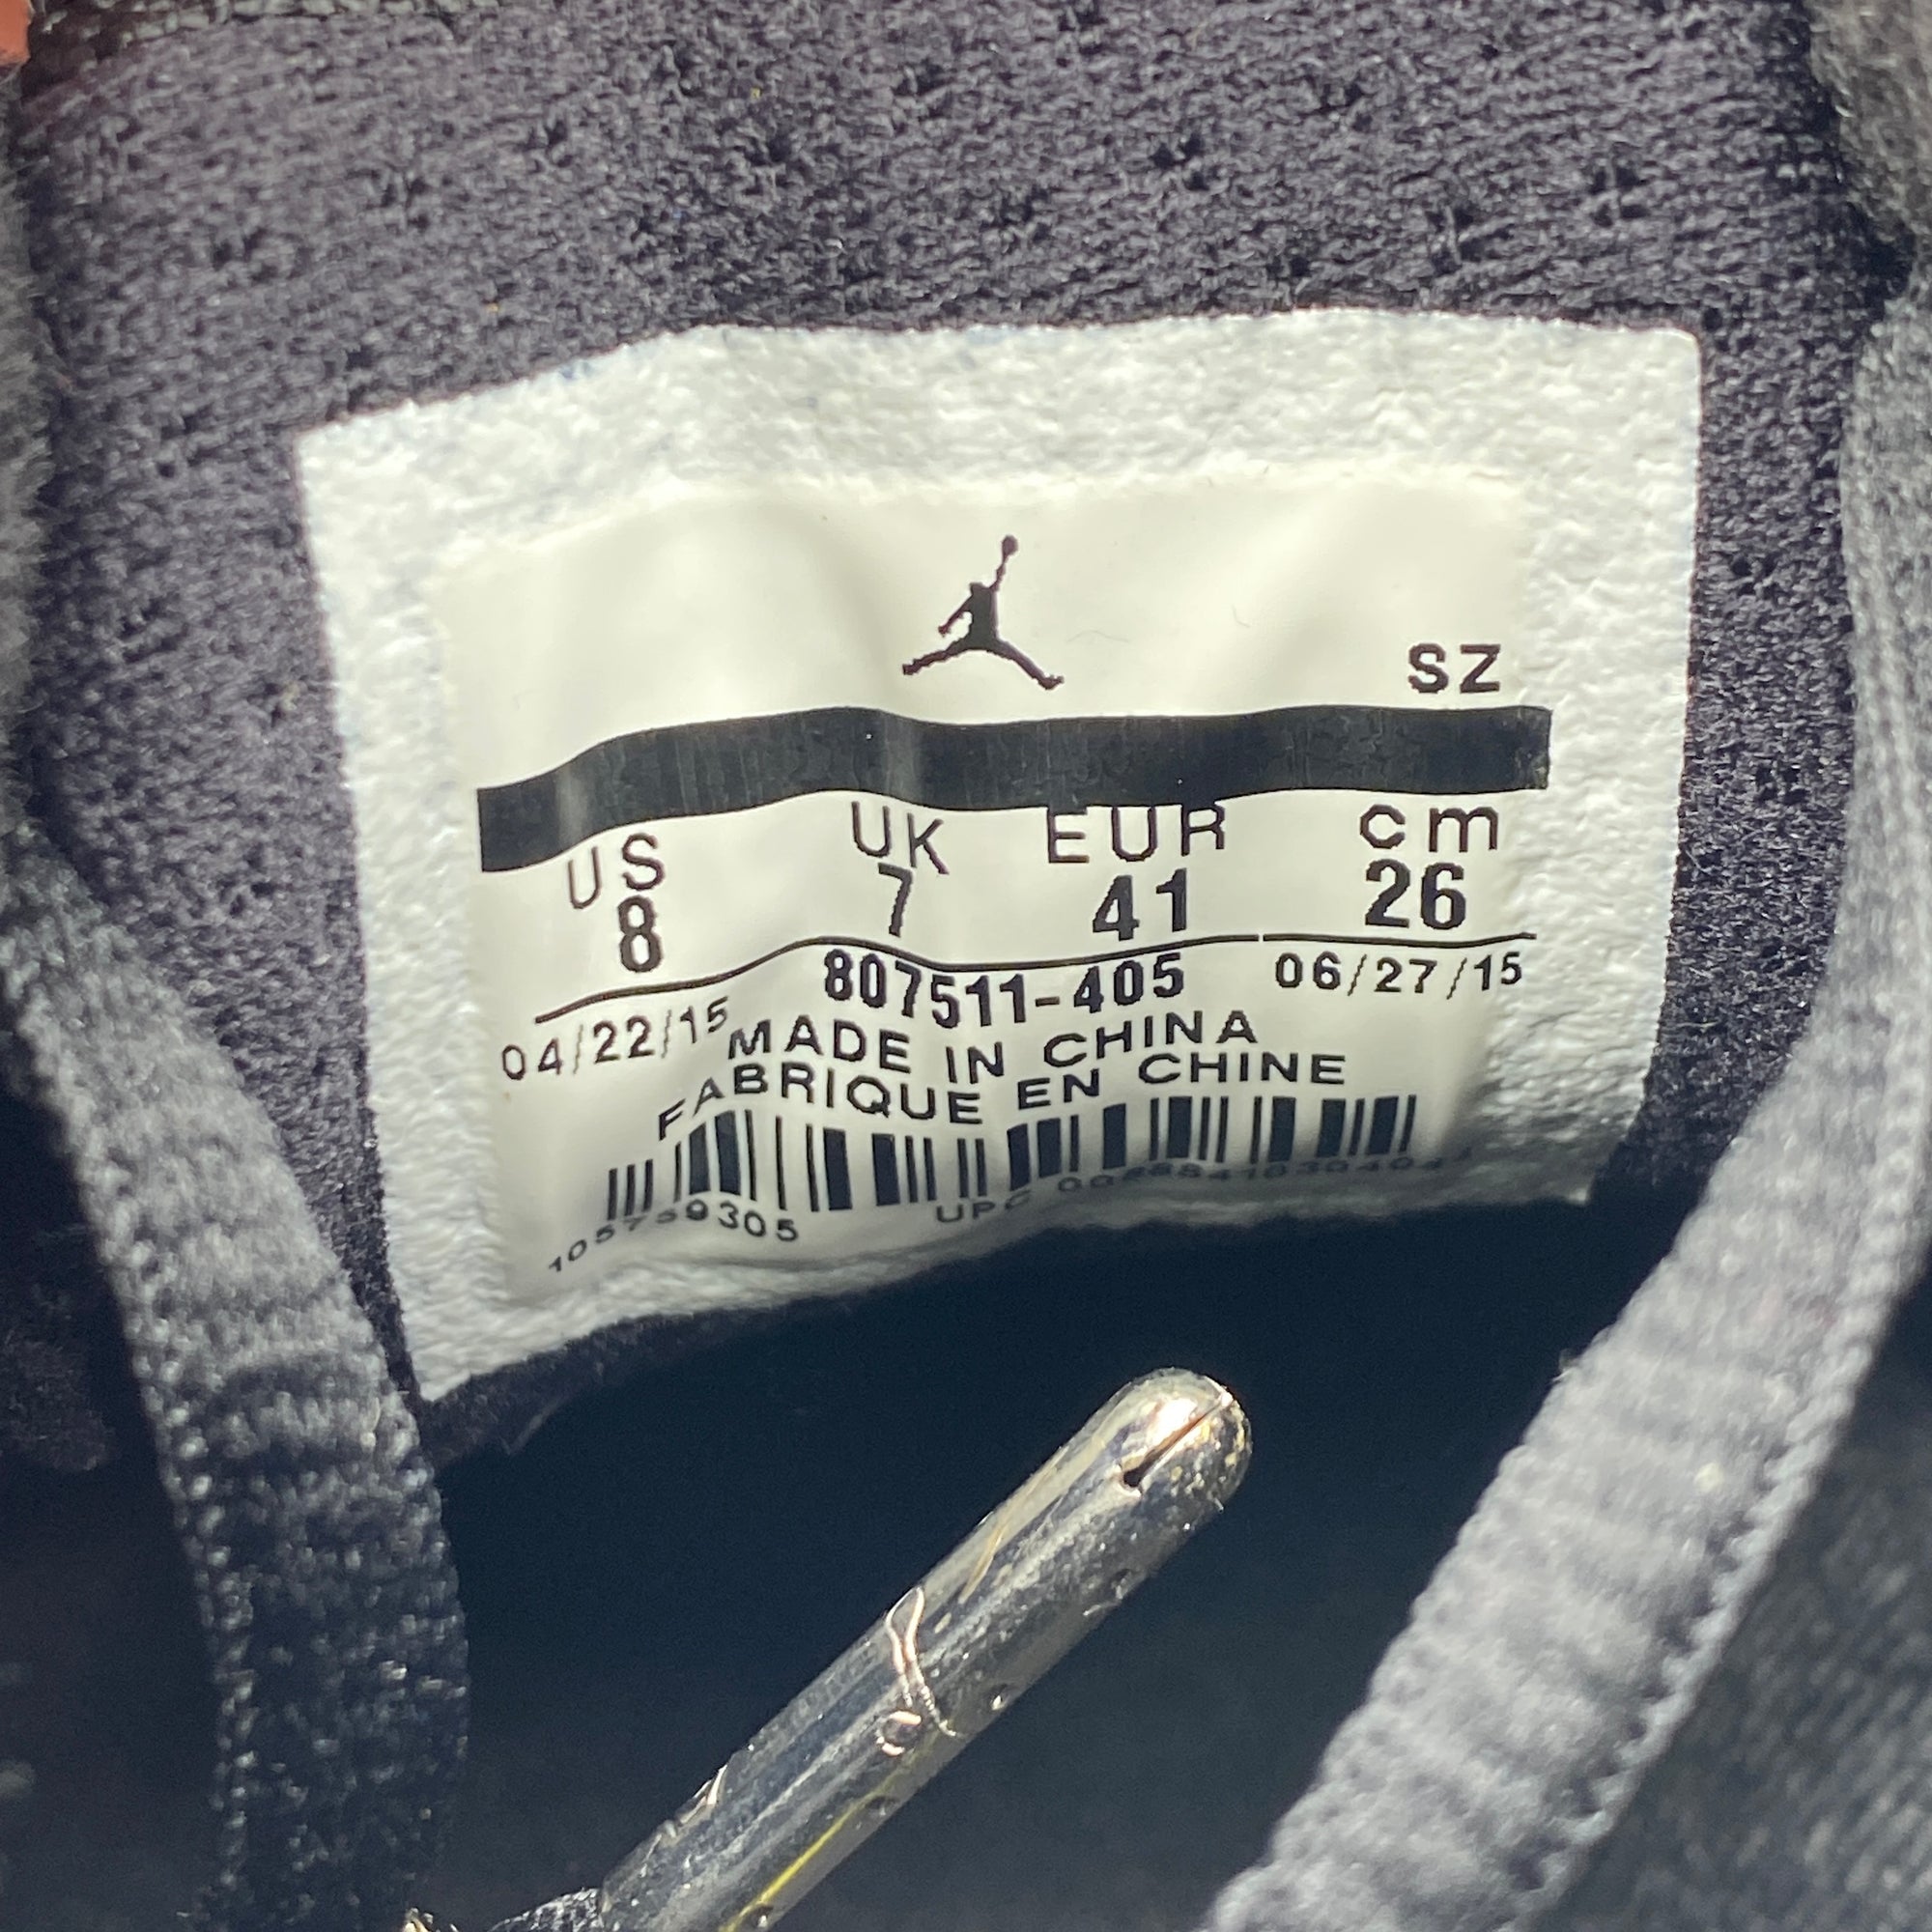 SZ
US UK EUR cm
8 7 41 26
04/22/15 807511-405 06/27/15
MADE IN CHINA
FABRIQUE EN CHINE
UPC